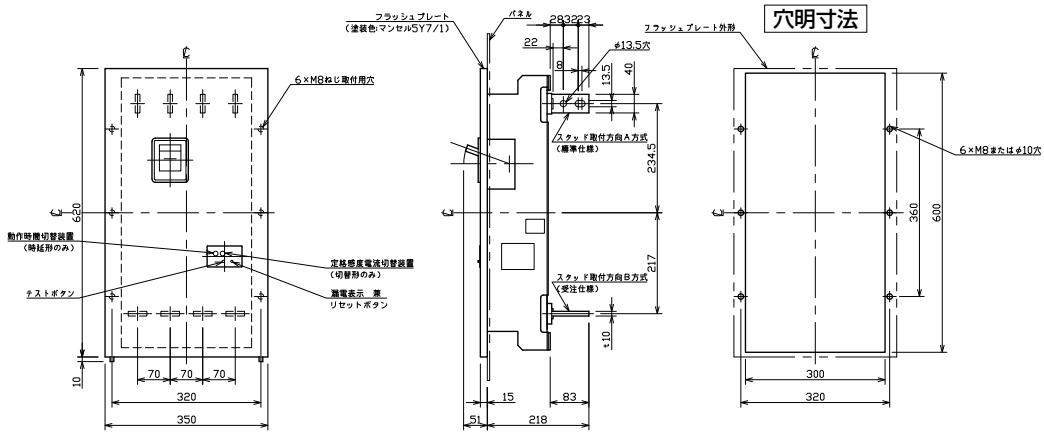 穴明寸法
フラッシュプレート
(塗装色:マンセル5Y7/1)
パネル
283223
22
φ13.5穴
8
13.5
40
スタッド取付方向A方式
(標準仕様)
234.5
217
スタッド取付方向B方式
(受注仕様)
t10
15
83
51
218
6×M8ねじ取付用穴
620
動作時間切替装置
(時延形のみ)
定格感度電流切替装置
(切替形のみ)
テストボタン
漏電表示 兼
リセットボタン
10
70
70
70
320
350
フラッシュプレート外形
6×M8またはφ10穴
360
600
300
320